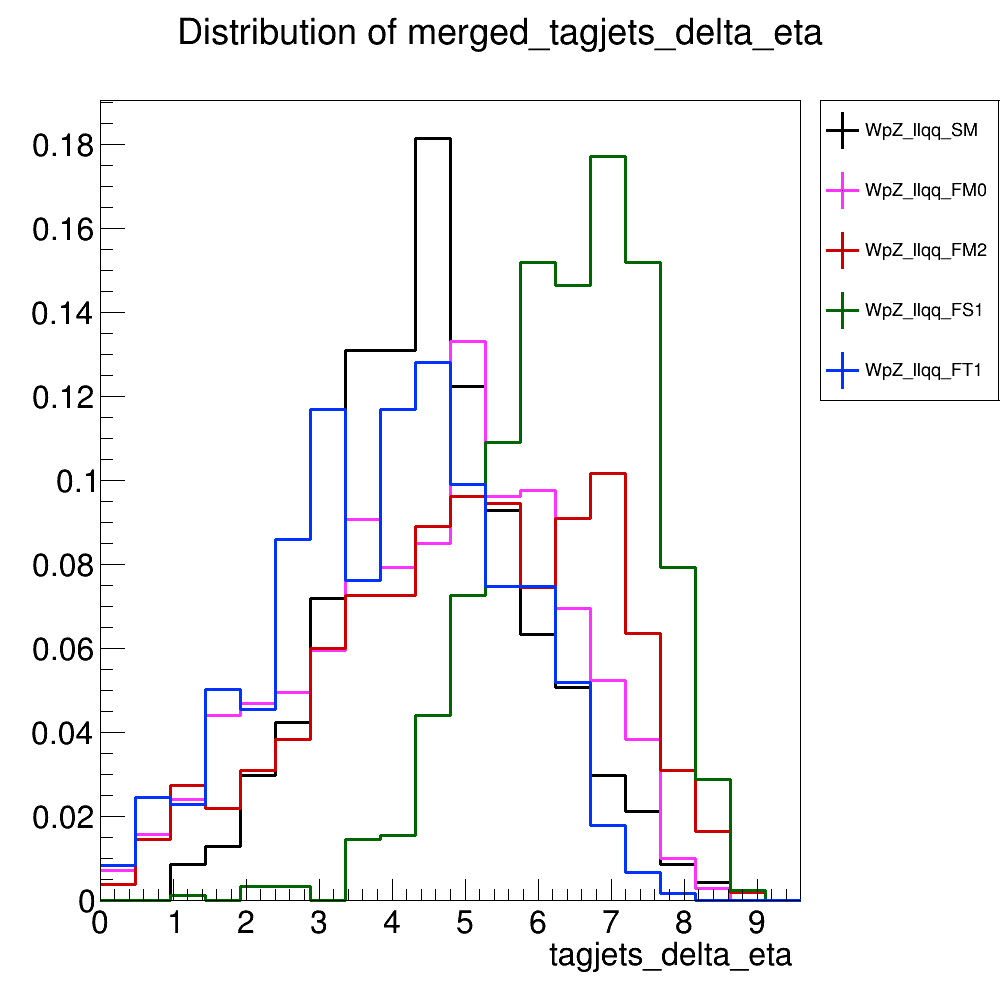 Distribution of merged_tagjets_delta_eta
0.18
0.16
0.14
0.12
0.1
0.08
0.06
0.04
0.02
0
0 1 2 3 4 5 6 7 8 9
tagjets_delta_eta
WpZ_llqq_SM
WpZ_llqq_FM0
WpZ_llqq_FM2
WpZ_llqq_FS1
WpZ_llqq_FT1